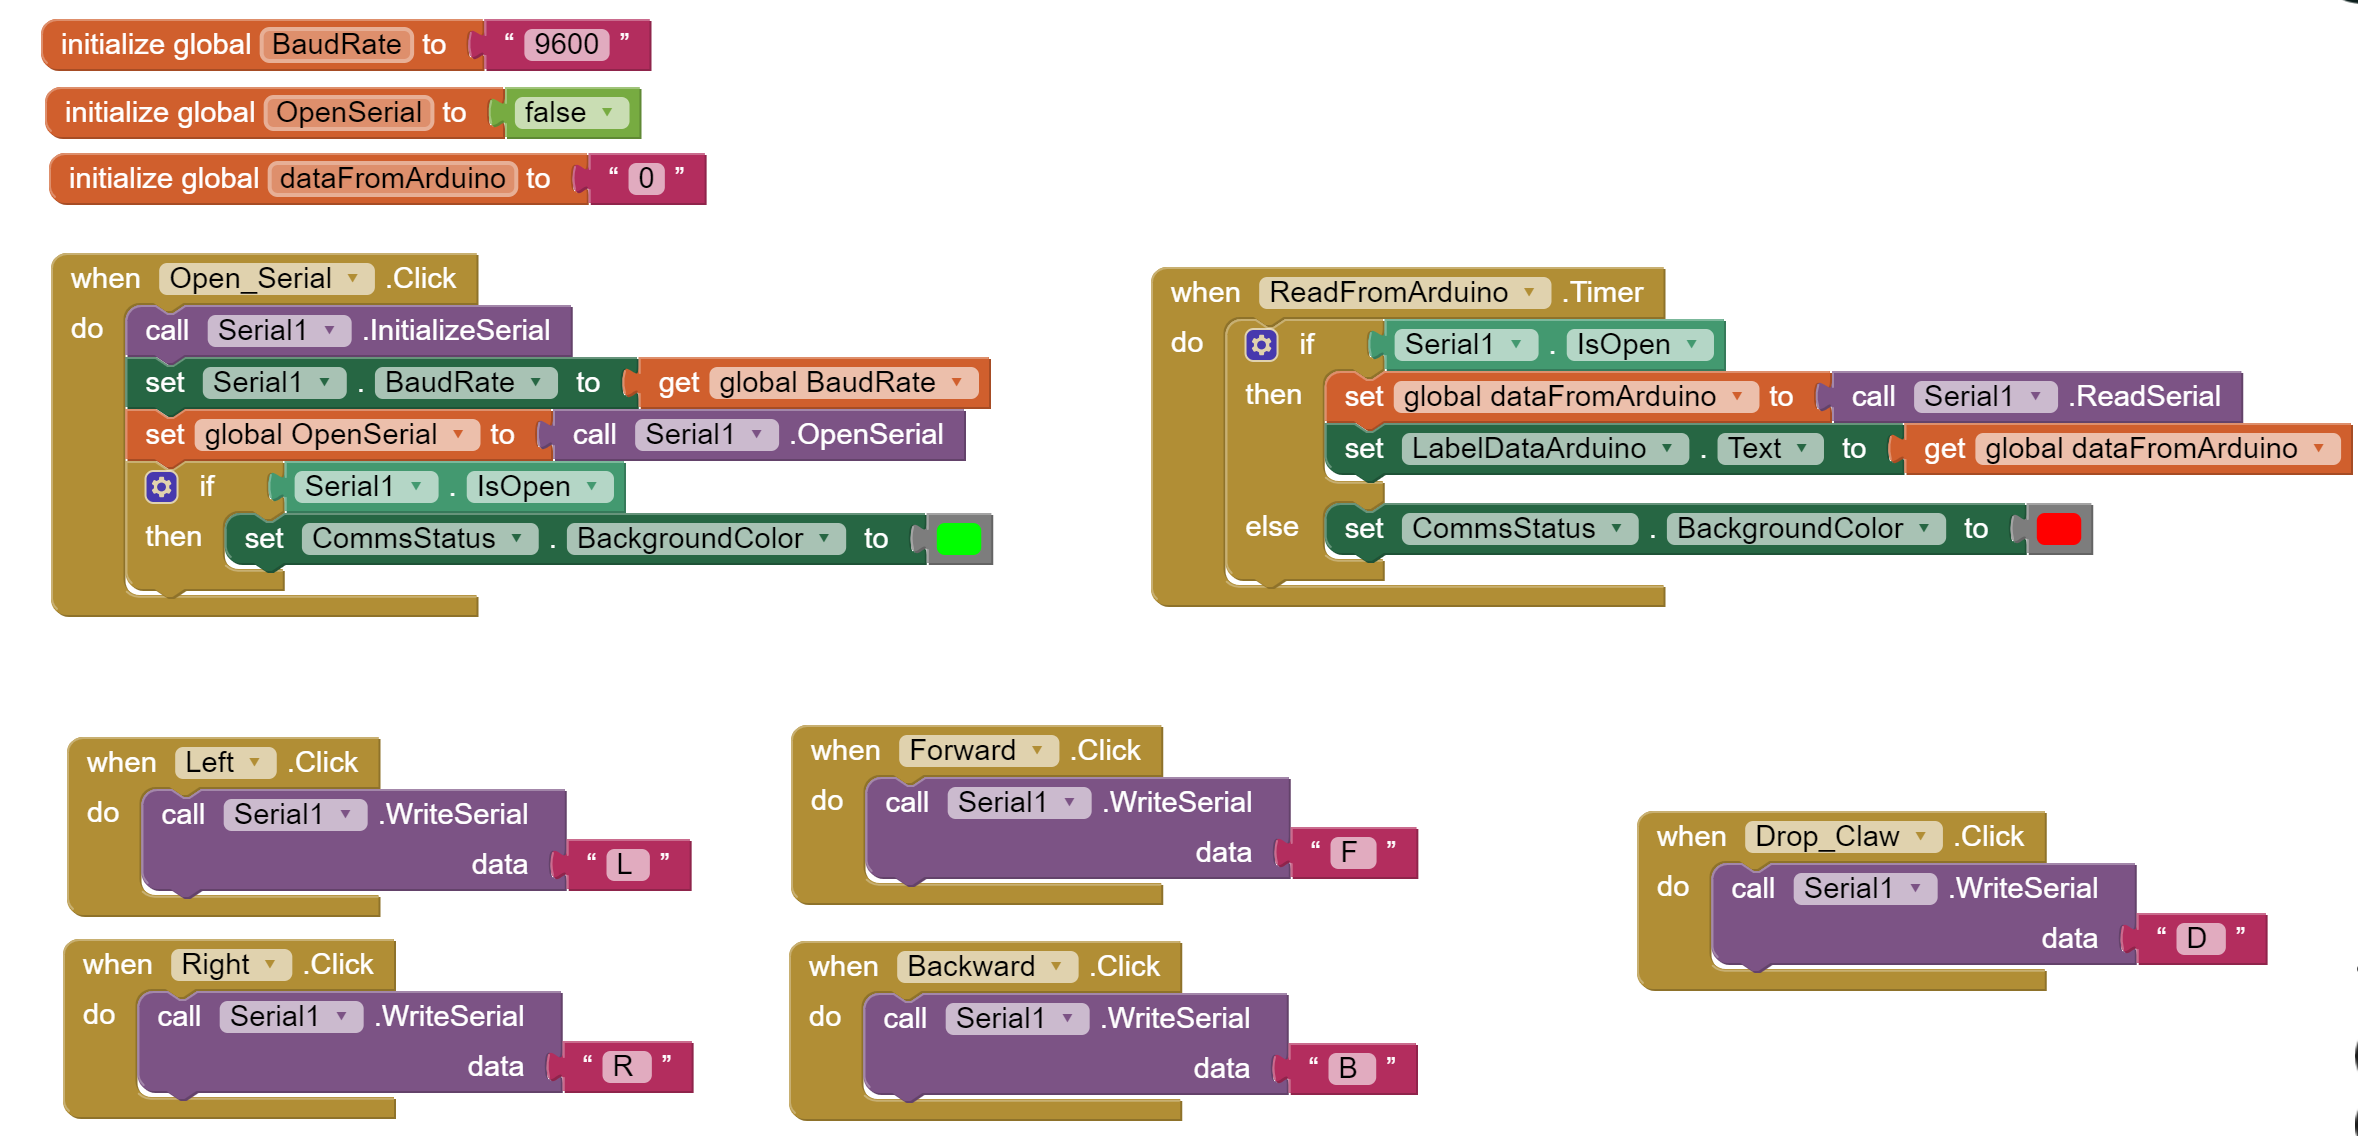 initialize global BaudRate to “ 9600 ”
initialize global OpenSerial to false
initialize global dataFromArduino to “ 0 ”
when Open_Serial .Click
do call Serial1 .InitializeSerial
set Serial1 . BaudRate to get global BaudRate
set global OpenSerial to call Serial1 .OpenSerial
if Serial1 . IsOpen
then set CommsStatus . BackgroundColor to
when ReadFromArduino .Timer
do if Serial1 . IsOpen
then set global dataFromArduino to call Serial1 .ReadSerial
set LabelDataArduino . Text to get global dataFromArduino
else set CommsStatus . BackgroundColor to
when Left .Click
do call Serial1 .WriteSerial
data “ L ”
when Right .Click
do call Serial1 .WriteSerial
data “ R ”
when Forward .Click
do call Serial1 .WriteSerial
data “ F ”
when Backward .Click
do call Serial1 .WriteSerial
data “ B ”
when Drop_Claw .Click
do call Serial1 .WriteSerial
data “ D ”